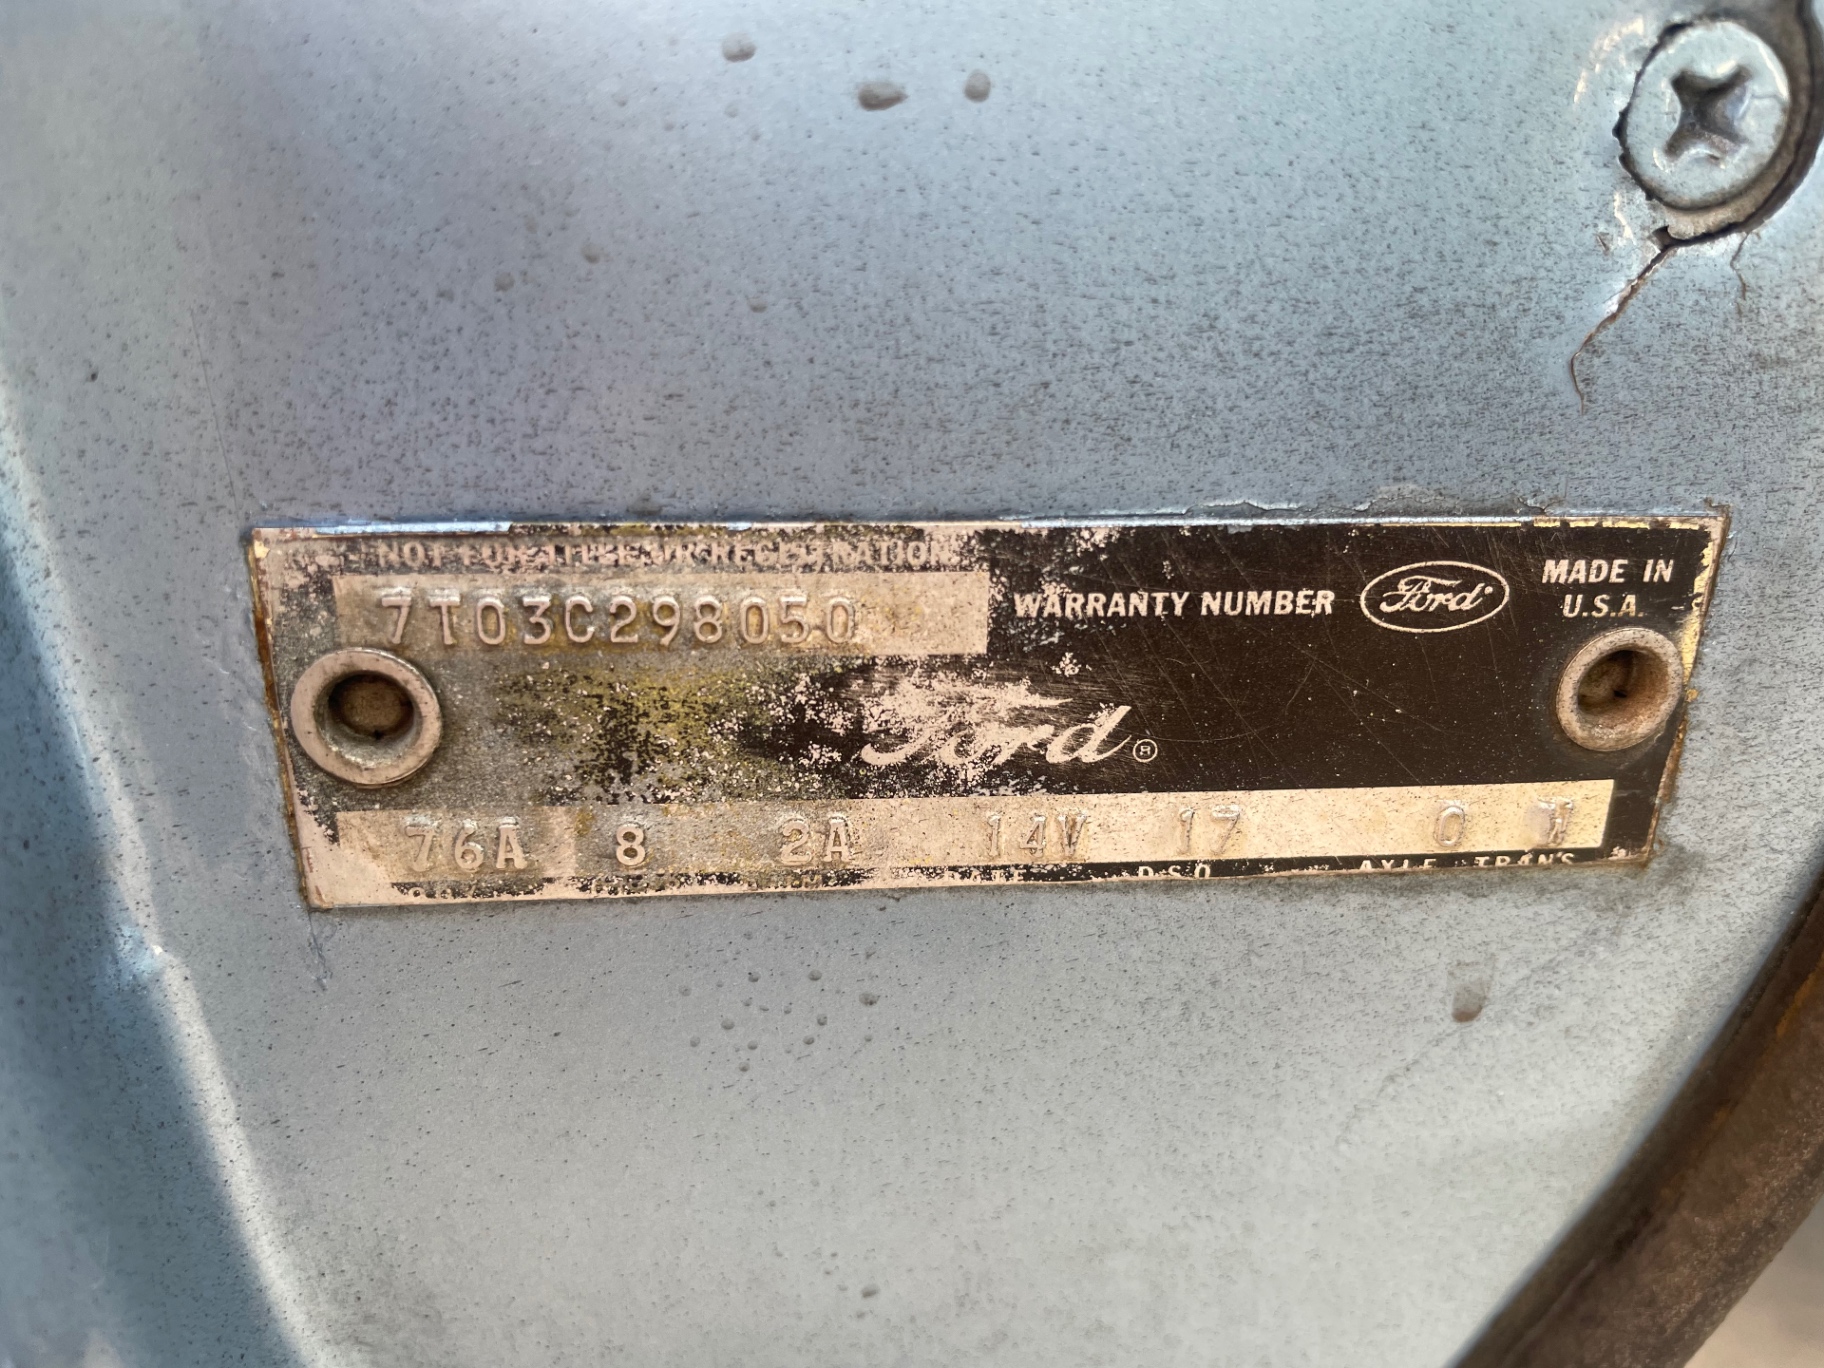 NOT FOR TITLE OR REGISTRATION
7T03C298050
WARRANTY NUMBER
Ford
MADE IN
U.S.A.
Ford ®
76A 8 2A 14V 17 0 W
DATE D.S.O. AXLE TRANS